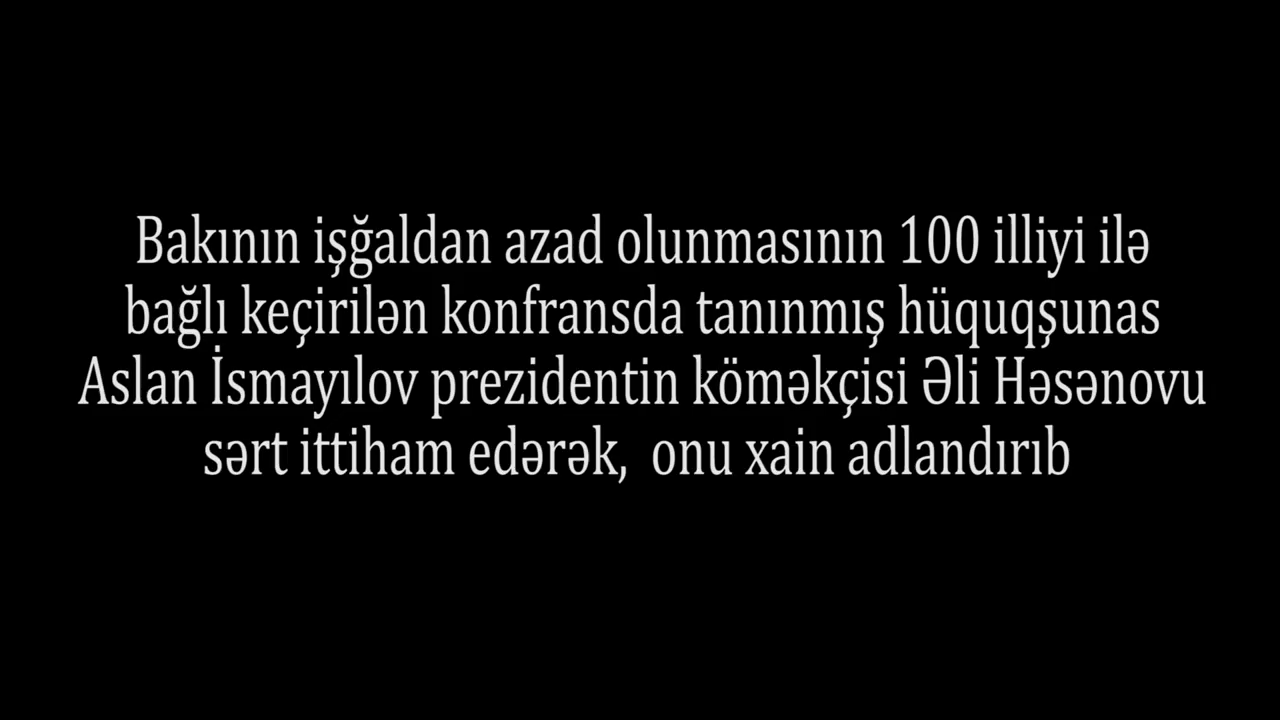 Bakının işğaldan azad olunmasının 100 illiyi ilə
bağlı keçirilən konfransda tanınmış hüquqşunas
Aslan İsmayılov prezidentin köməkçisi Əli Həsənovu
sərt ittiham edərək,  onu xain adlandırıb